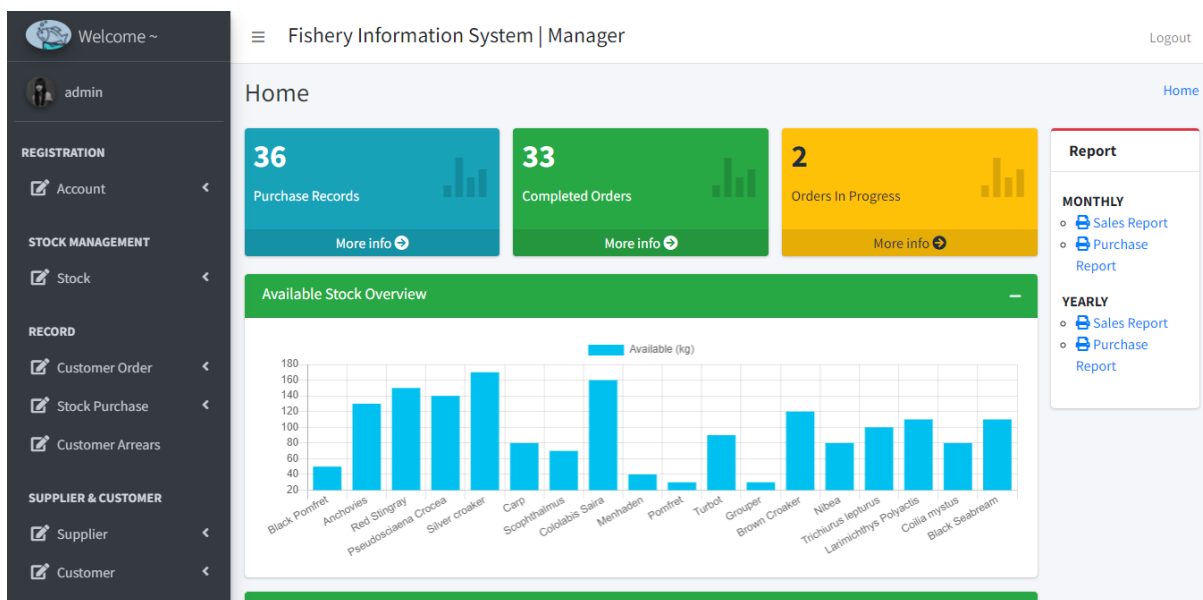 Welcome ~
admin
REGISTRATION
Account
STOCK MANAGEMENT
Stock
RECORD
Customer Order
Stock Purchase
Customer Arrears
SUPPLIER & CUSTOMER
Supplier
Customer
Fishery Information System | Manager
Logout
Home
Home
36
Purchase Records
More info
33
Completed Orders
More info
2
Orders In Progress
More info
Available Stock Overview
Available (kg)
180
160
140
120
100
80
60
40
20
Black Pomfret
Anchovies
Red Stingray
Pseudosciaena Crocea
Silver croaker
Carp
Scophthalmus
Cololabis Saira
Menhaden
Pomfret
Turbot
Grouper
Brown Croaker
Nibea
Trichiurus lepturus
Larimichthys Polyactis
Coilia mystus
Black Seabream
Report
MONTHLY
Sales Report
Purchase
Report
YEARLY
Sales Report
Purchase
Report